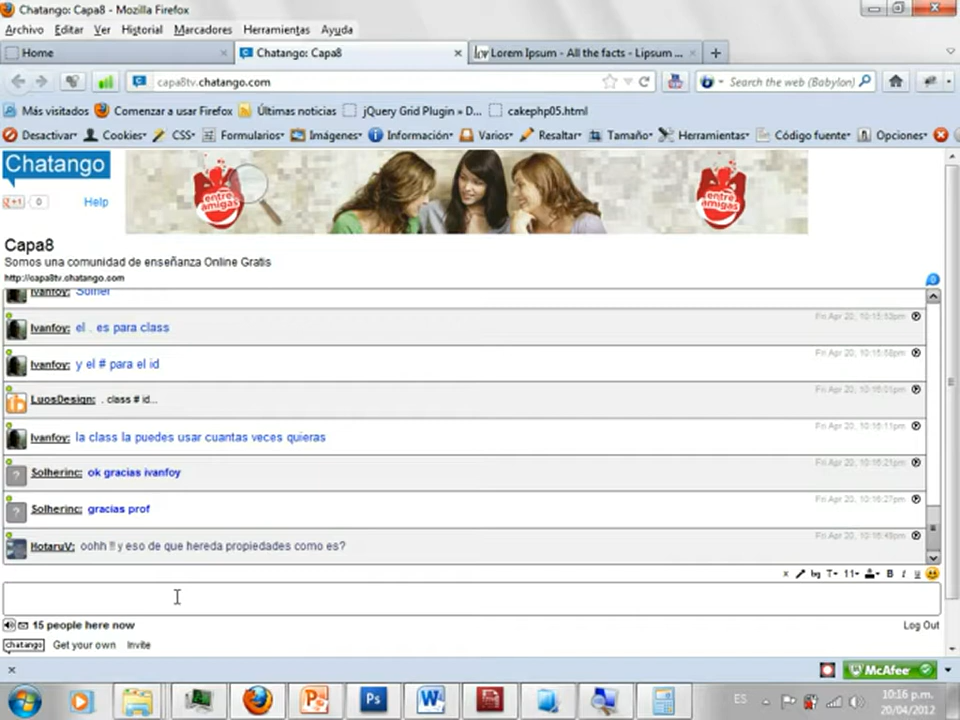 Chatango: Capa8 - Mozilla Firefox
Archivo Editar Ver Historial Marcadores Herramientas Ayuda
Home
Chatango: Capa8
Lorem Ipsum - All the facts - Lipsum ...
capa8tv.chatango.com
Search the web (Babylon)
Más visitados Comenzar a usar Firefox Últimas noticias jQuery Grid Plugin » D... cakephp05.html
Desactivar Cookies CSS Formularios Imágenes Información Varios Resaltar Tamaño Herramientas Código fuente Opciones
Chatango
entre amigas
entre amigas
+1 0 Help
Capa8
Somos una comunidad de enseñanza Online Gratis
http://capa8tv.chatango.com
Ivanfoy: Solher
Ivanfoy: el . es para class Fri Apr 20, 10:15:53pm
Ivanfoy: y el # para el id Fri Apr 20, 10:15:58pm
LuosDesign: . class # id... Fri Apr 20, 10:16:01pm
Ivanfoy: la class la puedes usar cuantas veces quieras Fri Apr 20, 10:16:11pm
Solherinc: ok gracias ivanfoy Fri Apr 20, 10:16:21pm
Solherinc: gracias prof Fri Apr 20, 10:16:27pm
HotaruV: oohh !! y eso de que hereda propiedades como es? Fri Apr 20, 10:16:49pm
x bg T 11 B I U
15 people here now Log Out
chatango Get your own Invite
McAfee
ES
10:16 p.m.
20/04/2012